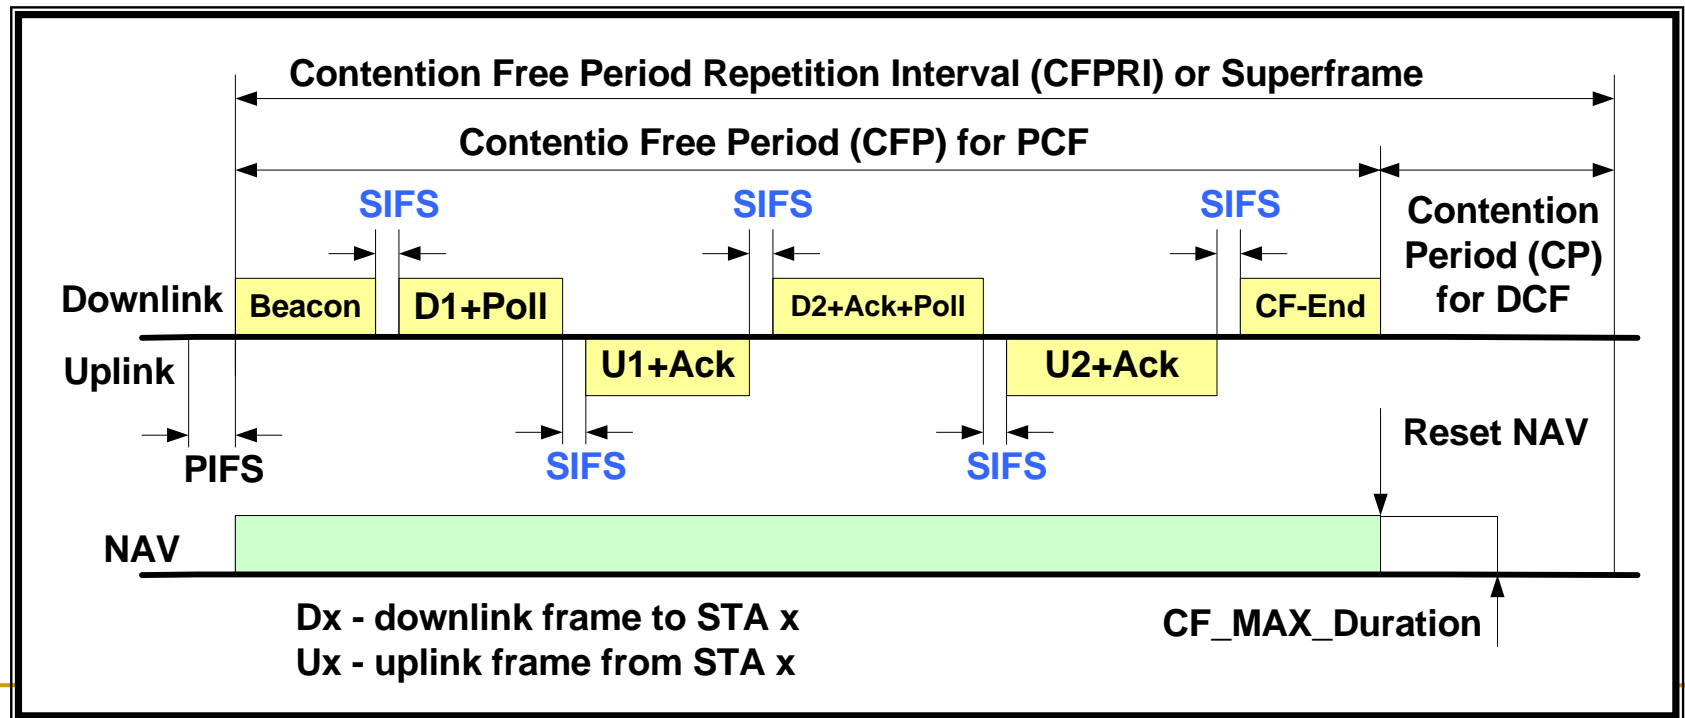 Contention Free Period Repetition Interval (CFPRI) or Superframe
Contentio Free Period (CFP) for PCF
SIFS
SIFS
SIFS
Contention
Period (CP)
for DCF
Downlink
Beacon
D1+Poll
D2+Ack+Poll
CF-End
Uplink
U1+Ack
U2+Ack
PIFS
SIFS
SIFS
Reset NAV
NAV
CF_MAX_Duration
Dx - downlink frame to STA x
Ux - uplink frame from STA x